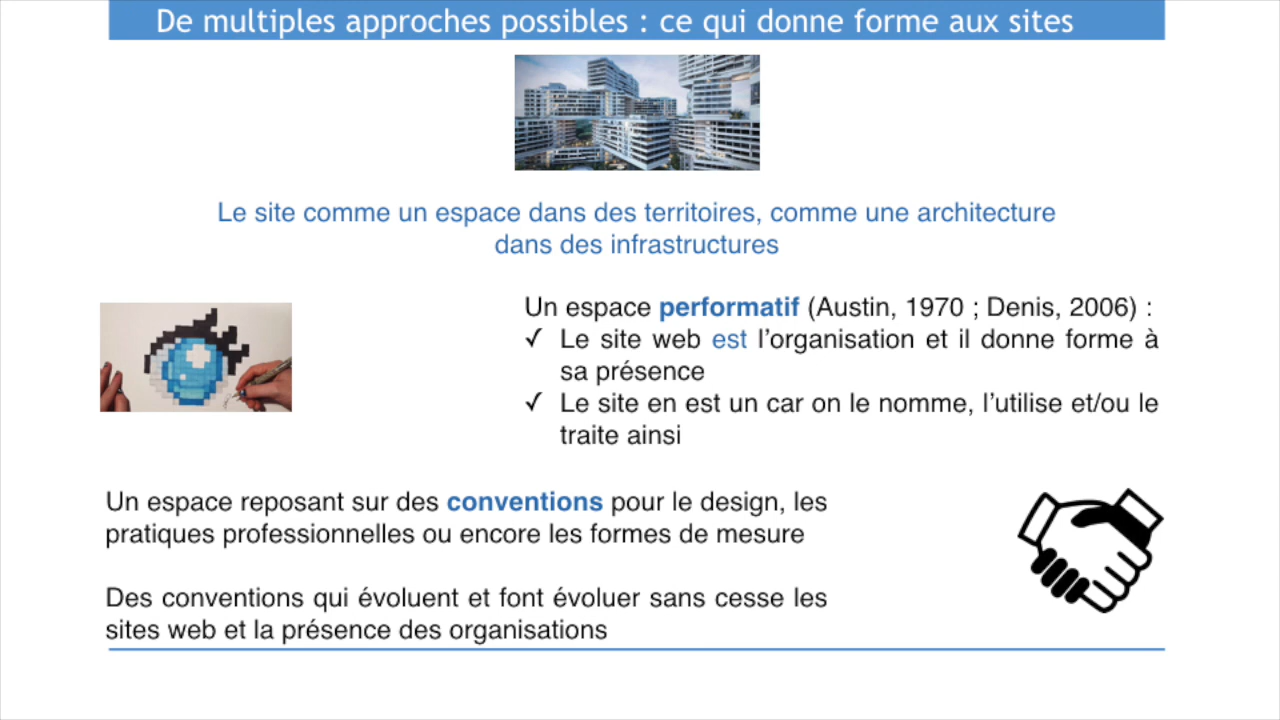 De multiples approches possibles : ce qui donne forme aux sites
Le site comme un espace dans des territoires, comme une architecture
dans des infrastructures
Un espace performatif (Austin, 1970 ; Denis, 2006) :
✓ Le site web est l’organisation et il donne forme à
sa présence
✓ Le site en est un car on le nomme, l’utilise et/ou le
traite ainsi
Un espace reposant sur des conventions pour le design, les
pratiques professionnelles ou encore les formes de mesure
Des conventions qui évoluent et font évoluer sans cesse les
sites web et la présence des organisations